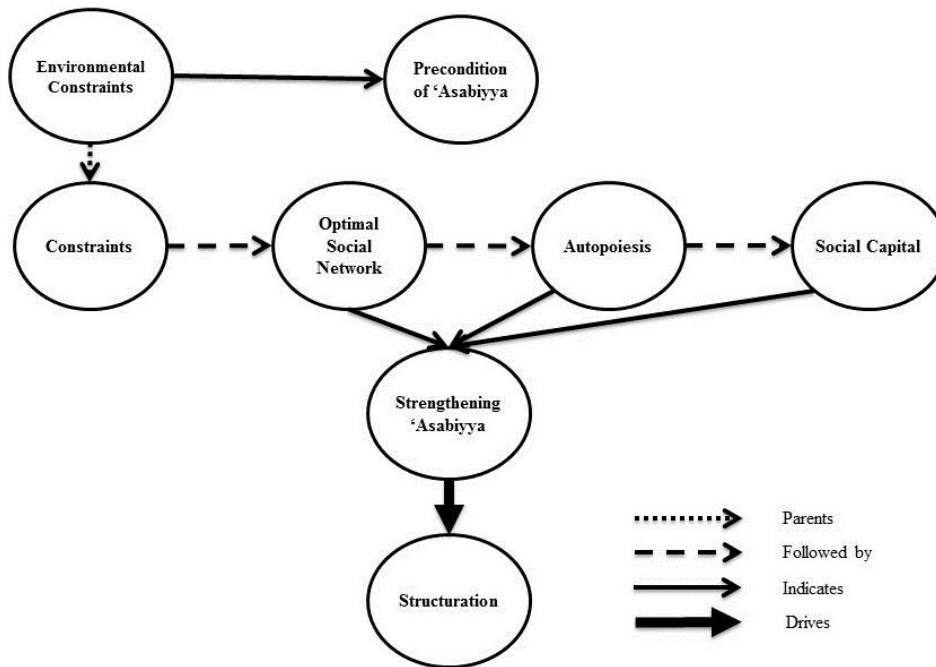 Environmental
Constraints
Precondition
of ‘Asabiyya
Constraints
Optimal
Social
Network
Autopoiesis
Social Capital
Strengthening
‘Asabiyya
Structuration
Parents
Followed by
Indicates
Drives